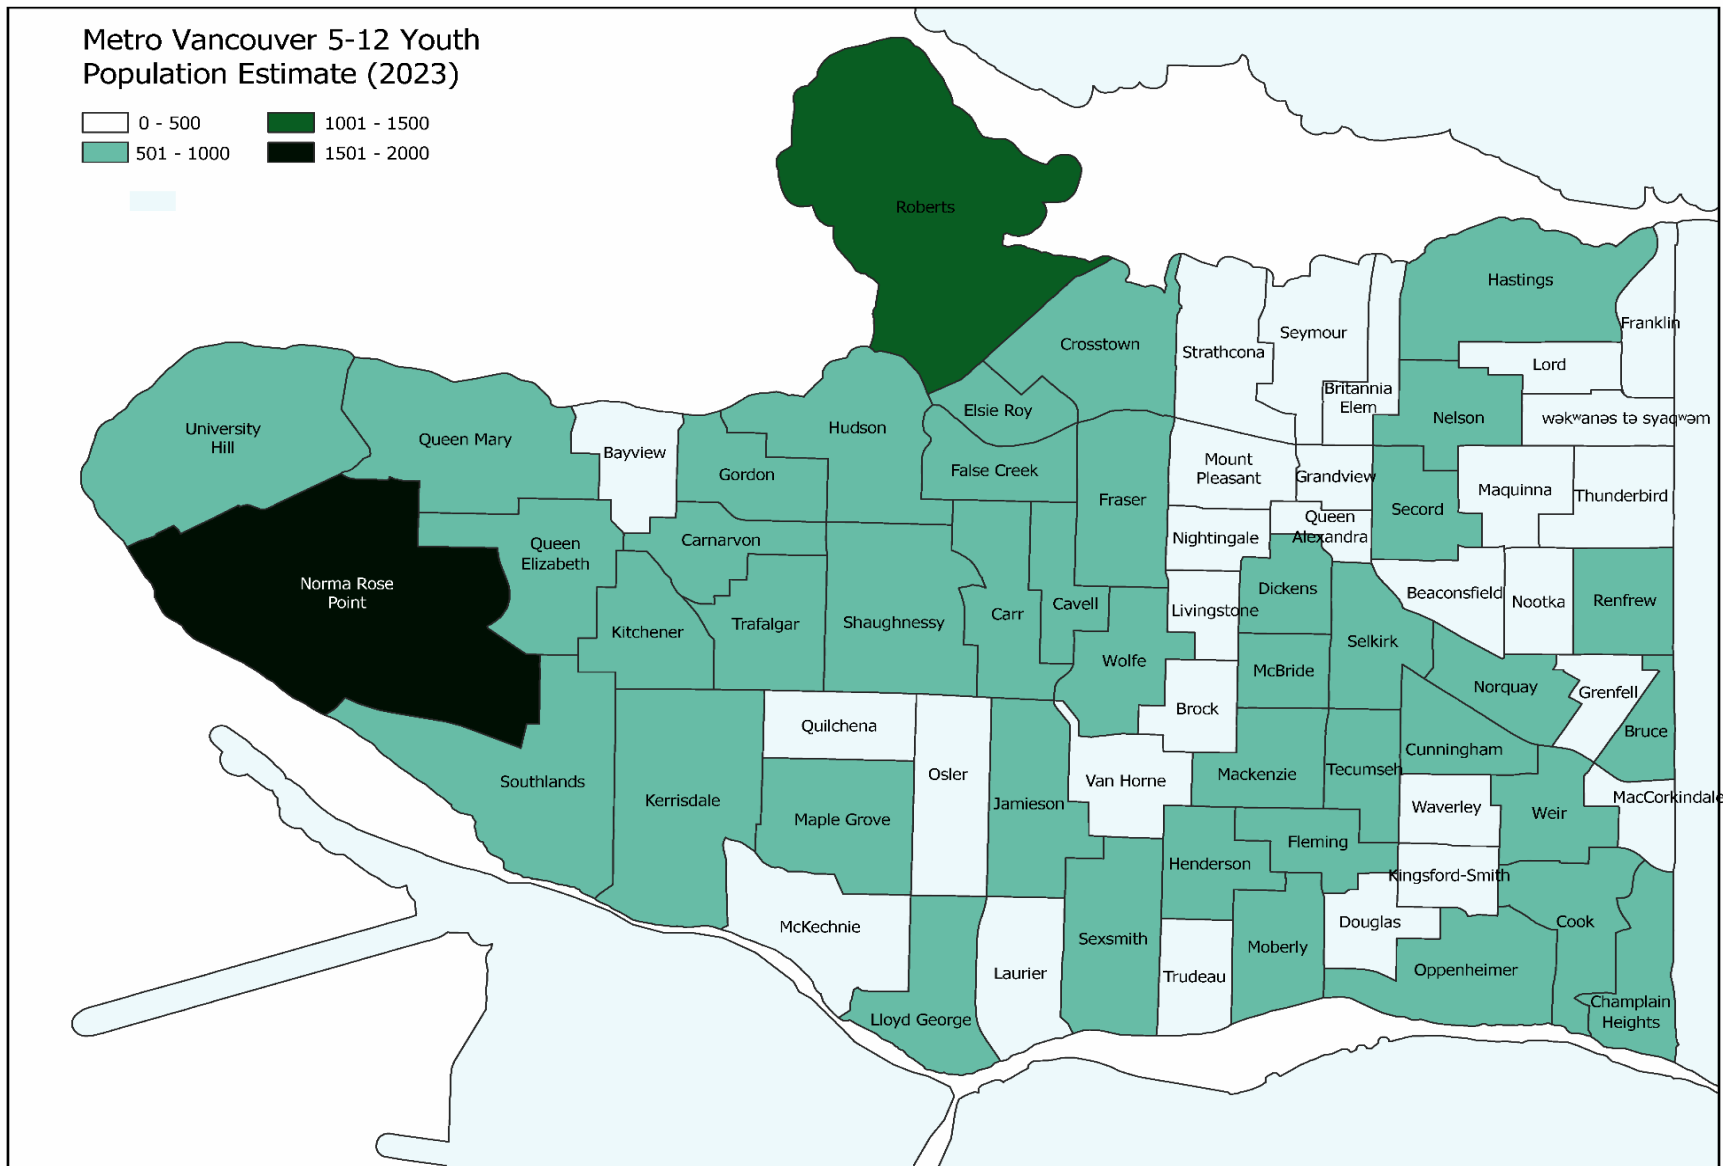 Metro Vancouver 5-12 Youth
Population Estimate (2023)
0 - 500
1001 - 1500
501 - 1000
1501 - 2000
Roberts
Hastings
Franklin
Crosstown
Strathcona
Seymour
Lord
Britannia
Elem
Elsie Roy
Nelson
wək̓ʷanəs tə syaqʷəm
University
Hill
Queen Mary
Bayview
Gordon
Hudson
False Creek
Fraser
Mount
Pleasant
Grandview
Secord
Maquinna
Thunderbird
Queen
Alexandra
Nightingale
Queen
Elizabeth
Carnarvon
Norma Rose
Point
Kitchener
Trafalgar
Shaughnessy
Carr
Cavell
Livingstone
Dickens
Beaconsfield
Nootka
Renfrew
Wolfe
McBride
Selkirk
Norquay
Grenfell
Brock
Bruce
Quilchena
Southlands
Kerrisdale
Osler
Maple Grove
Jamieson
Van Horne
Mackenzie
Tecumseh
Cunningham
Waverley
Weir
MacCorkindale
Henderson
Fleming
Kingsford-Smith
McKechnie
Laurier
Sexsmith
Trudeau
Moberly
Douglas
Cook
Oppenheimer
Lloyd George
Champlain
Heights